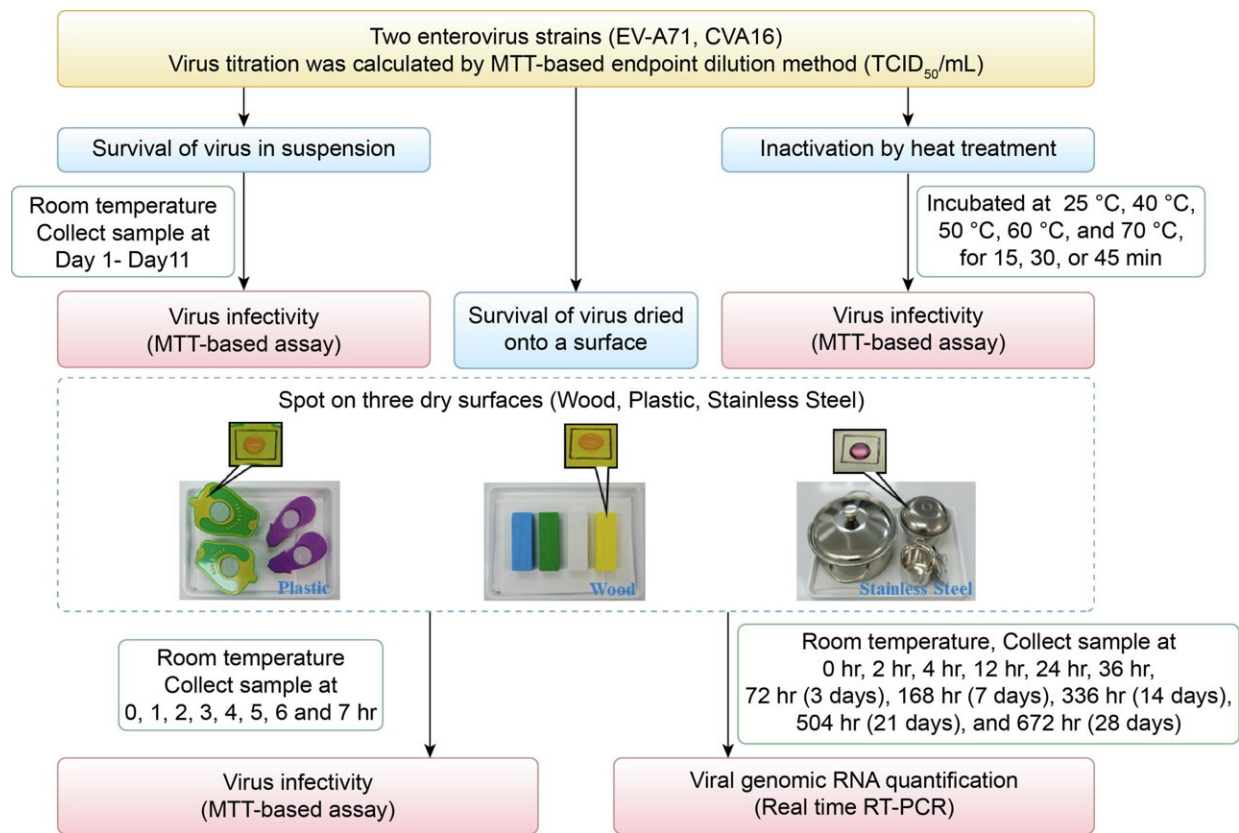 Two enterovirus strains (EV-A71, CVA16)
Virus titration was calculated by MTT-based endpoint dilution method (TCID₅₀/mL)
Survival of virus in suspension
Inactivation by heat treatment
Room temperature
Collect sample at
Day 1- Day11
Incubated at 25 °C, 40 °C,
50 °C, 60 °C, and 70 °C,
for 15, 30, or 45 min
Virus infectivity
(MTT-based assay)
Survival of virus dried
onto a surface
Virus infectivity
(MTT-based assay)
Spot on three dry surfaces (Wood, Plastic, Stainless Steel)
Plastic
Wood
Stainless Steel
Room temperature
Collect sample at
0, 1, 2, 3, 4, 5, 6 and 7 hr
Room temperature, Collect sample at
0 hr, 2 hr, 4 hr, 12 hr, 24 hr, 36 hr,
72 hr (3 days), 168 hr (7 days), 336 hr (14 days),
504 hr (21 days), and 672 hr (28 days)
Virus infectivity
(MTT-based assay)
Viral genomic RNA quantification
(Real time RT-PCR)